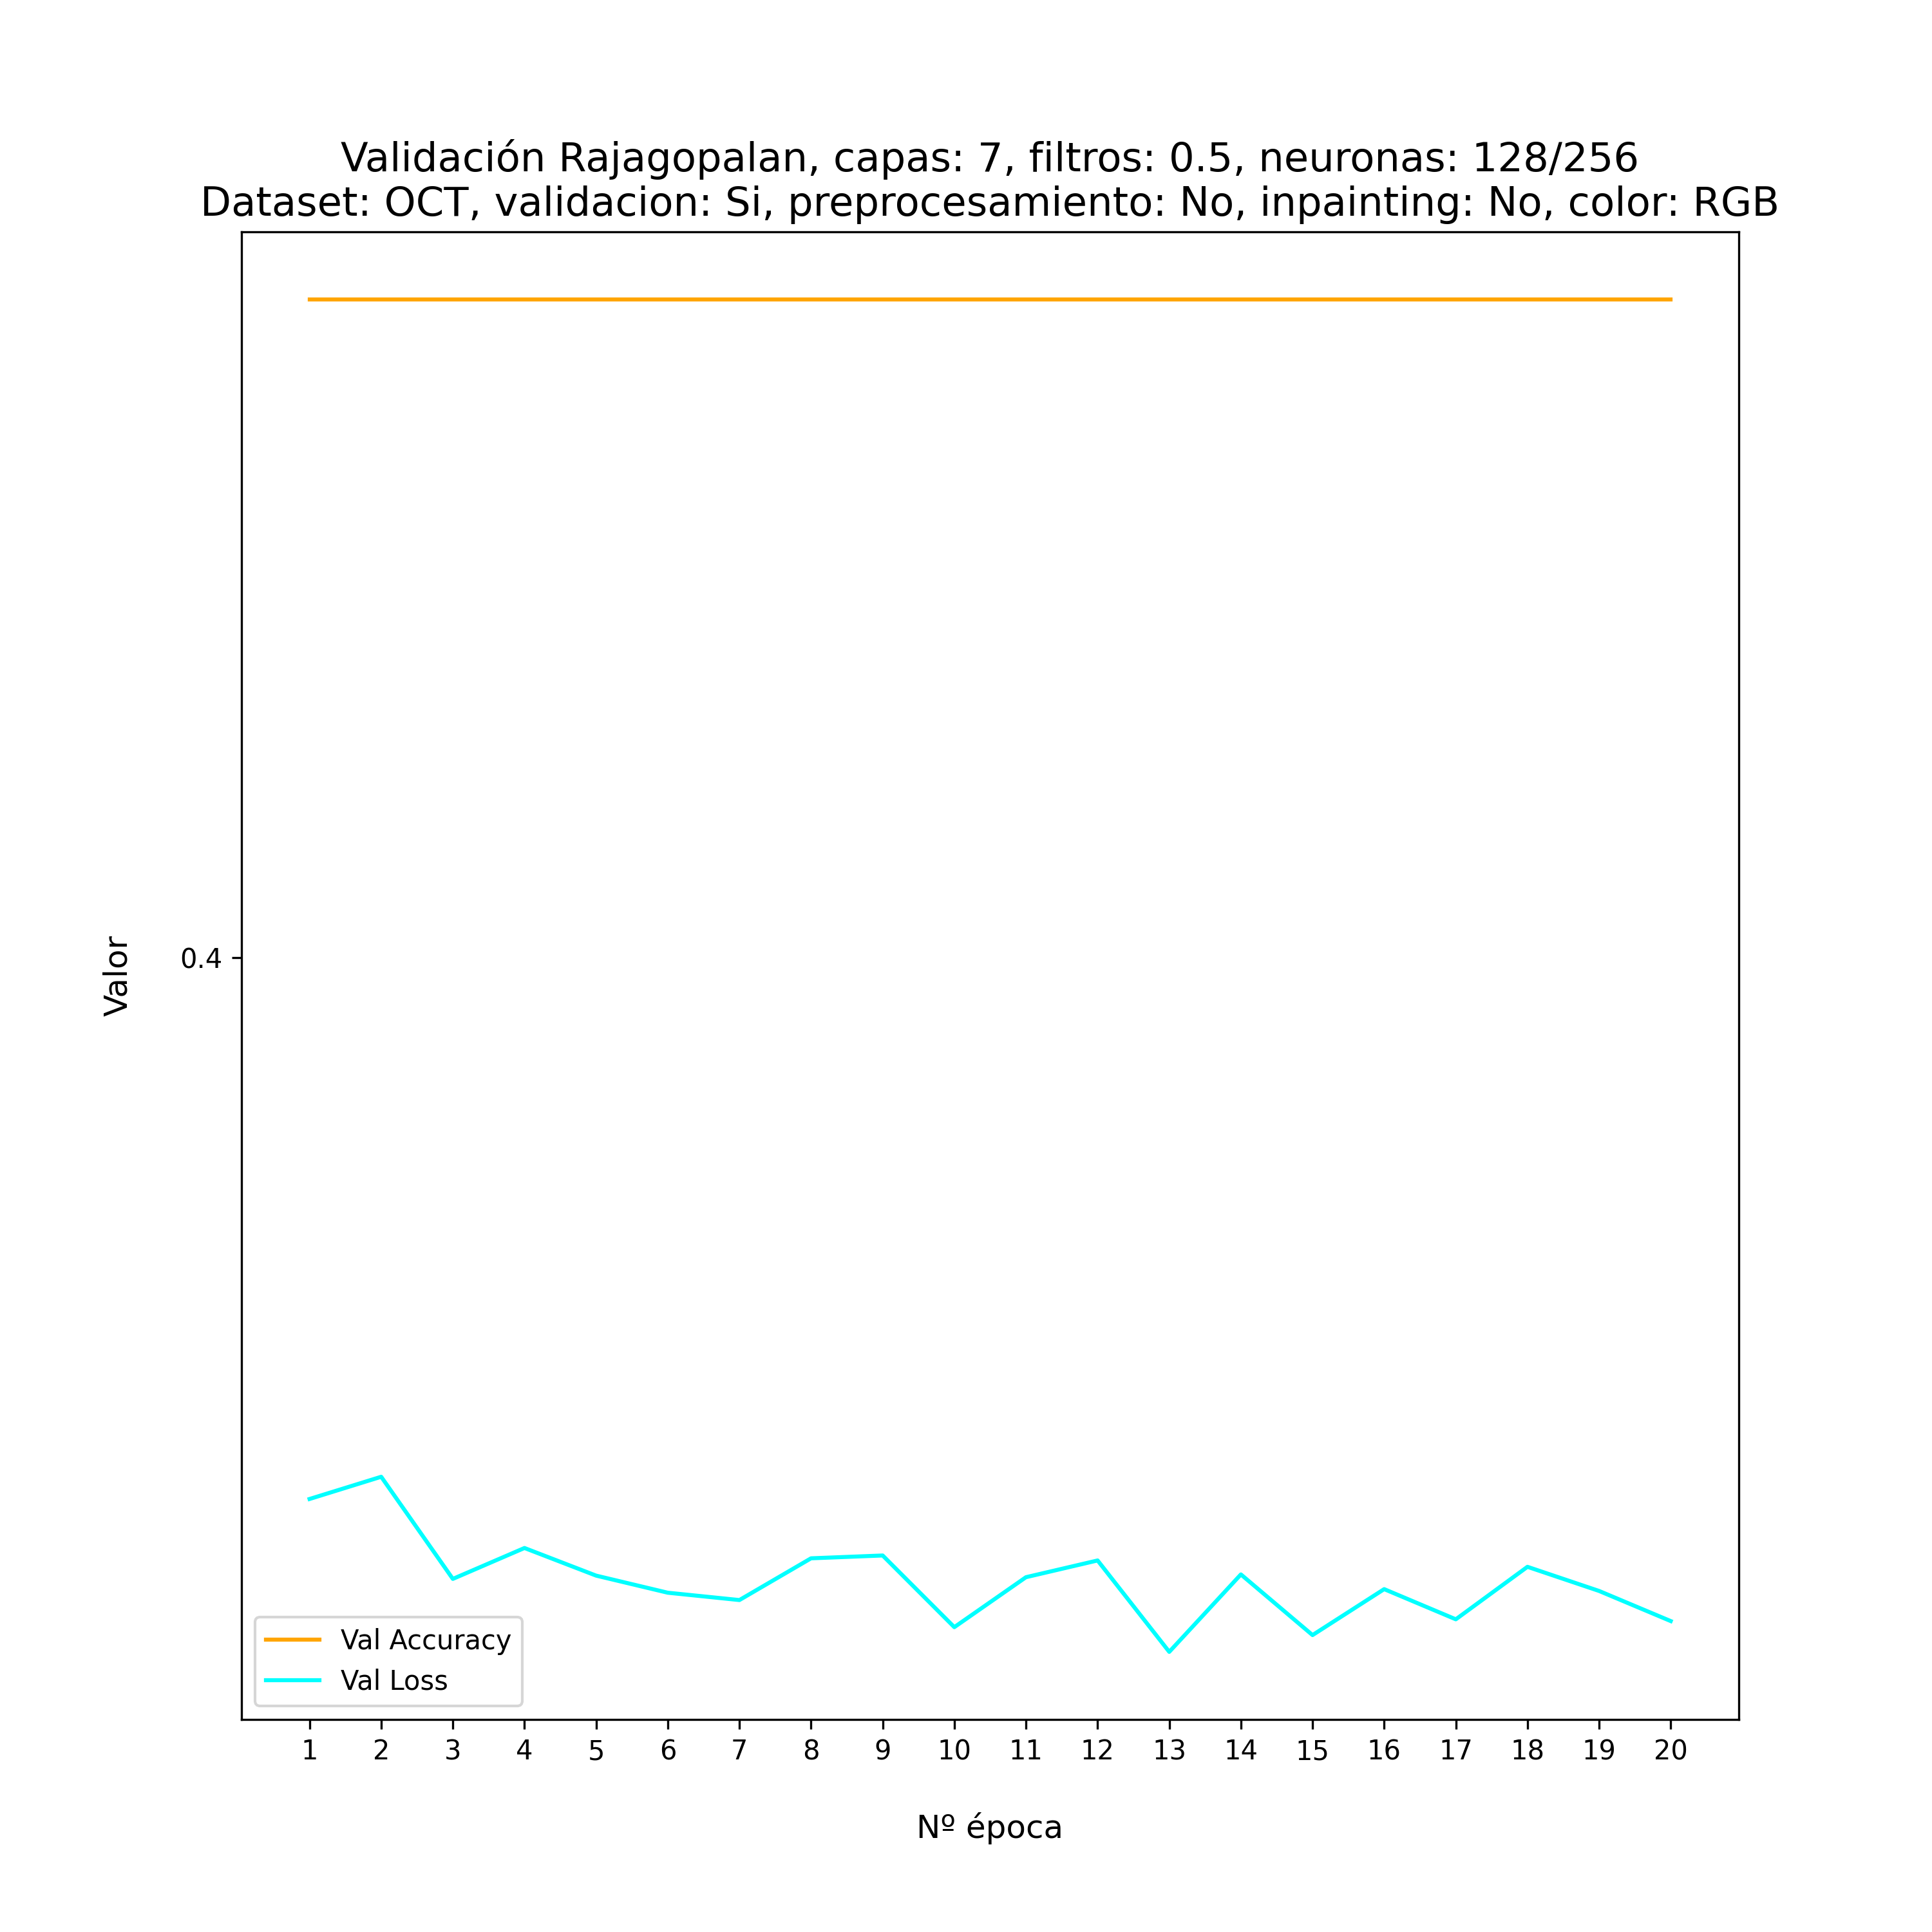 Validación Rajagopalan, capas: 7, filtros: 0.5, neuronas: 128/256
Dataset: OCT, validacion: Si, preprocesamiento: No, inpainting: No, color: RGB
Valor
0.4
Val Accuracy
Val Loss
1 2 3 4 5 6 7 8 9 10 11 12 13 14 15 16 17 18 19 20
Nº época